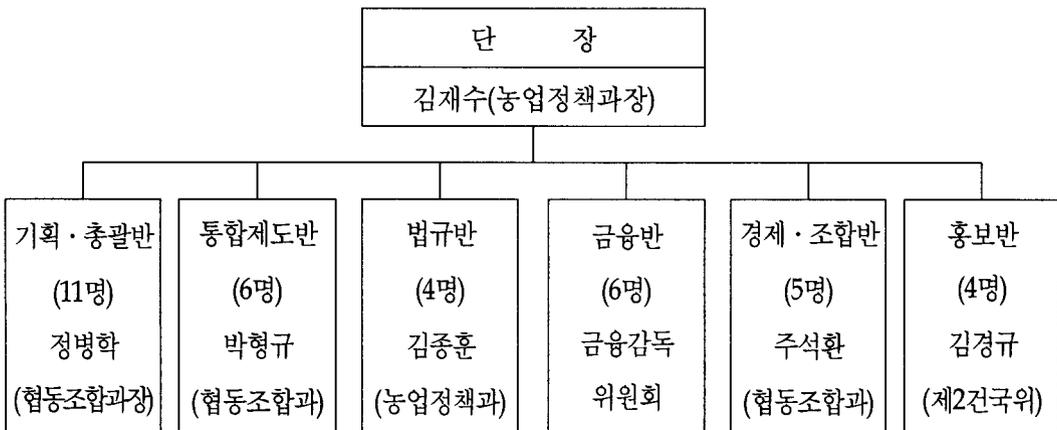 단 장
김재수(농업정책과장)
기획 · 총괄반
(11명)
정병학
(협동조합과장)
통합제도반
(6명)
박형규
(협동조합과)
법규반
(4명)
김종훈
(농업정책과)
금융반
(6명)
금융감독
위원회
경제 · 조합반
(5명)
주석환
(협동조합과)
홍보반
(4명)
김경규
(제2건국위)